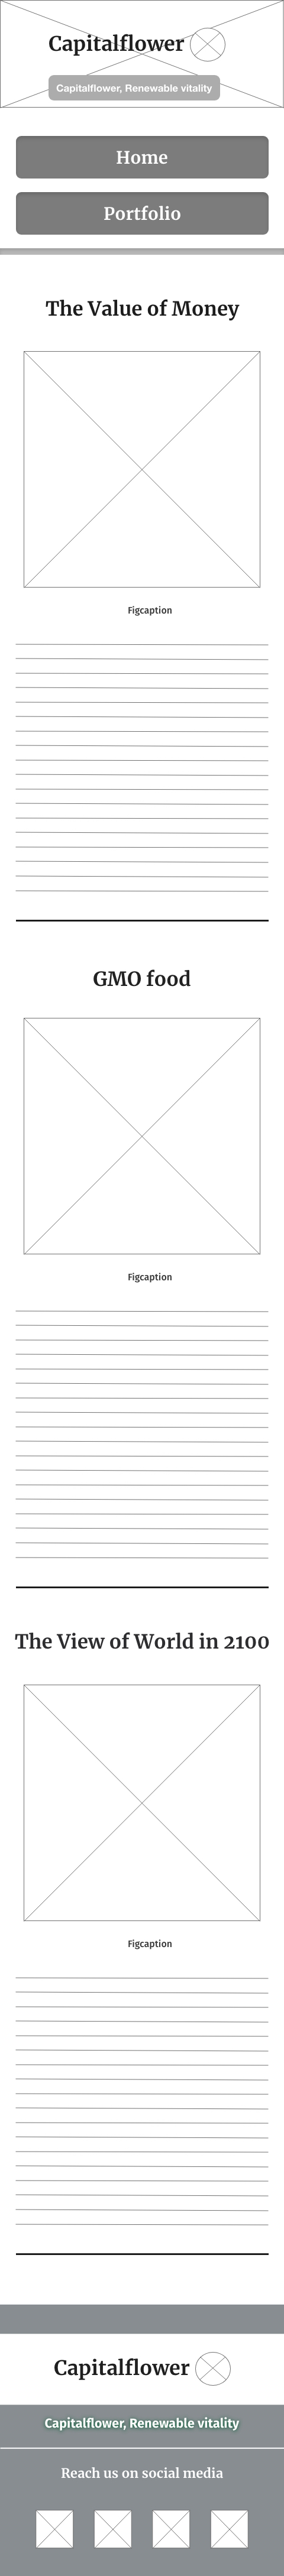 Capitalflower
Capitalflower, Renewable vitality
Home
Portfolio
The Value of Money
Figcaption
GMO food
Figcaption
The View of World in 2100
Figcaption
Capitalflower
Capitalflower, Renewable vitality
Reach us on social media